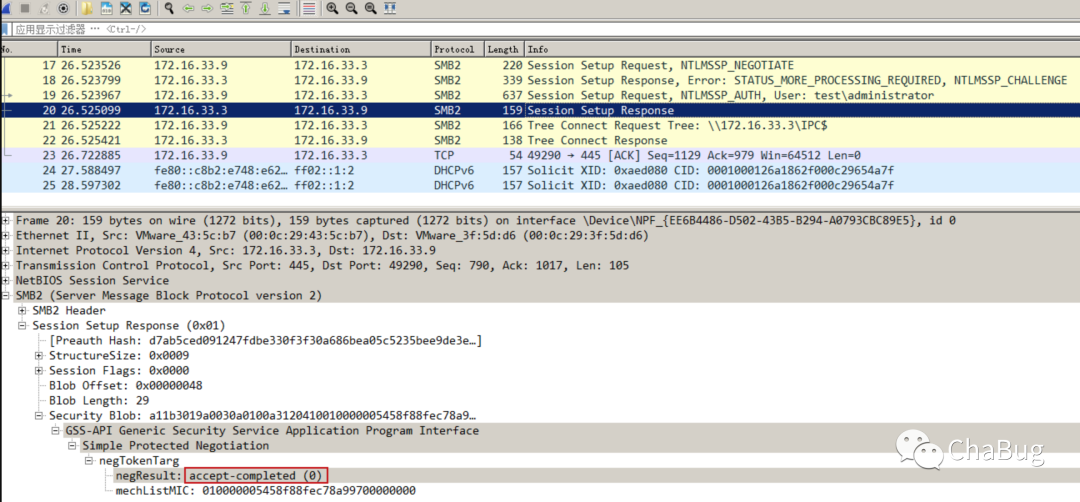 应用显示过滤器 ⋯ <Ctrl-/>
No. Time Source Destination Protocol Length Info
17 26.523526 172.16.33.9 172.16.33.3 SMB2 220 Session Setup Request, NTLMSSP_NEGOTIATE
18 26.523799 172.16.33.3 172.16.33.9 SMB2 339 Session Setup Response, Error: STATUS_MORE_PROCESSING_REQUIRED, NTLMSSP_CHALLENGE
19 26.523967 172.16.33.9 172.16.33.3 SMB2 637 Session Setup Request, NTLMSSP_AUTH, User: test\administrator
20 26.525099 172.16.33.3 172.16.33.9 SMB2 159 Session Setup Response
21 26.525222 172.16.33.9 172.16.33.3 SMB2 166 Tree Connect Request Tree: \\172.16.33.3\IPC$
22 26.525421 172.16.33.3 172.16.33.9 SMB2 138 Tree Connect Response
23 26.722885 172.16.33.9 172.16.33.3 TCP 54 49290 → 445 [ACK] Seq=1129 Ack=979 Win=64512 Len=0
24 27.588497 fe80::c8b2:e748:e62… ff02::1:2 DHCPv6 157 Solicit XID: 0xaed080 CID: 0001000126a1862f000c29654a7f
25 28.597302 fe80::c8b2:e748:e62… ff02::1:2 DHCPv6 157 Solicit XID: 0xaed080 CID: 0001000126a1862f000c29654a7f
Frame 20: 159 bytes on wire (1272 bits), 159 bytes captured (1272 bits) on interface \Device\NPF_{EE6B4486-D502-43B5-B294-A0793CBC89E5}, id 0
Ethernet II, Src: VMware_43:5c:b7 (00:0c:29:43:5c:b7), Dst: VMware_3f:5d:d6 (00:0c:29:3f:5d:d6)
Internet Protocol Version 4, Src: 172.16.33.3, Dst: 172.16.33.9
Transmission Control Protocol, Src Port: 445, Dst Port: 49290, Seq: 790, Ack: 1017, Len: 105
NetBIOS Session Service
SMB2 (Server Message Block Protocol version 2)
SMB2 Header
Session Setup Response (0x01)
[Preauth Hash: d7ab5ced091247fdbe330f3f30a686bea05c5235bee9de3e…]
StructureSize: 0x0009
Session Flags: 0x0000
Blob Offset: 0x00000048
Blob Length: 29
Security Blob: a11b3019a0030a0100a3120410010000005458f88fec78a9…
GSS-API Generic Security Service Application Program Interface
Simple Protected Negotiation
negTokenTarg
negResult: accept-completed (0)
mechListMIC: 010000005458f88fec78a99700000000
ChaBug